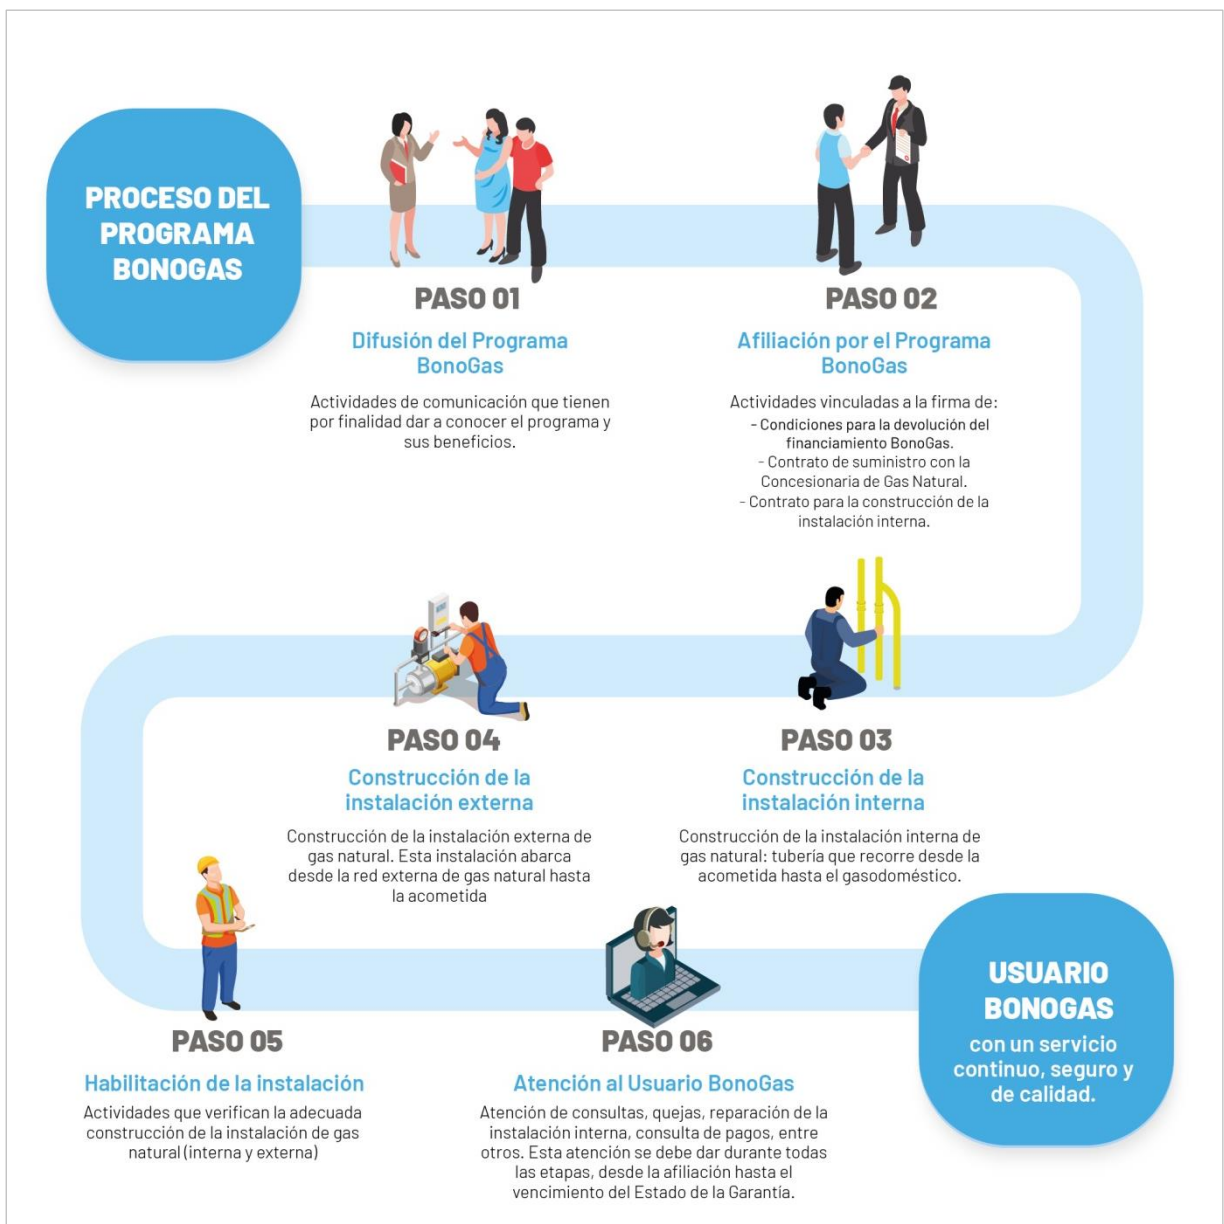 PROCESO DEL
PROGRAMA
BONOGAS
PASO 01
Difusión del Programa
BonoGas
Actividades de comunicación que tienen
por finalidad dar a conocer el programa y
sus beneficios.
PASO 02
Afiliación por el Programa
BonoGas
Actividades vinculadas a la firma de:
- Condiciones para la devolución del
financiamiento BonoGas.
- Contrato de suministro con la
Concesionaria de Gas Natural.
- Contrato para la construcción de la
instalación interna.
PASO 03
Construcción de la
instalación interna
Construcción de la instalación interna de
gas natural: tubería que recorre desde la
acometida hasta el gasodoméstico.
PASO 04
Construcción de la
instalación externa
Construcción de la instalación externa de
gas natural. Esta instalación abarca
desde la red externa de gas natural hasta
la acometida
PASO 05
Habilitación de la instalación
Actividades que verifican la adecuada
construcción de la instalación de gas
natural (interna y externa)
PASO 06
Atención al Usuario BonoGas
Atención de consultas, quejas, reparación de la
instalación interna, consulta de pagos, entre
otros. Esta atención se debe dar durante todas
las etapas, desde la afiliación hasta el
vencimiento del Estado de la Garantía.
USUARIO
BONOGAS
con un servicio
continuo, seguro y
de calidad.